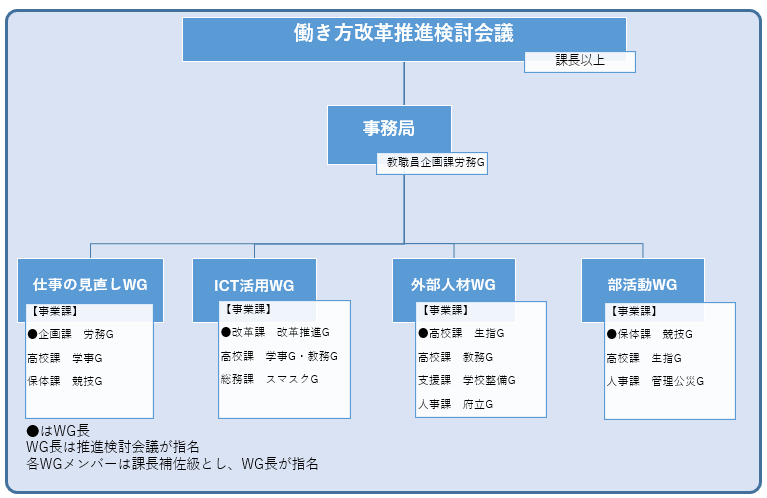 働き方改革推進検討会議
課長以上
事務局
教職員企画課労務G
仕事の見直しWG
【事業課】
●企画課　労務G
高校課　学事G
保体課　競技G
ICT活用WG
【事業課】
●改革課　改革推進G
高校課　学事G・教務G
総務課　スマスクG
外部人材WG
【事業課】
●高校課　生指G
高校課　教務G
支援課　学校整備G
人事課　府立G
部活動WG
【事業課】
●保体課　競技G
高校課　生指G
人事課　管理公災G
●はWG長
WG長は推進検討会議が指名
各WGメンバーは課長補佐級とし、WG長が指名